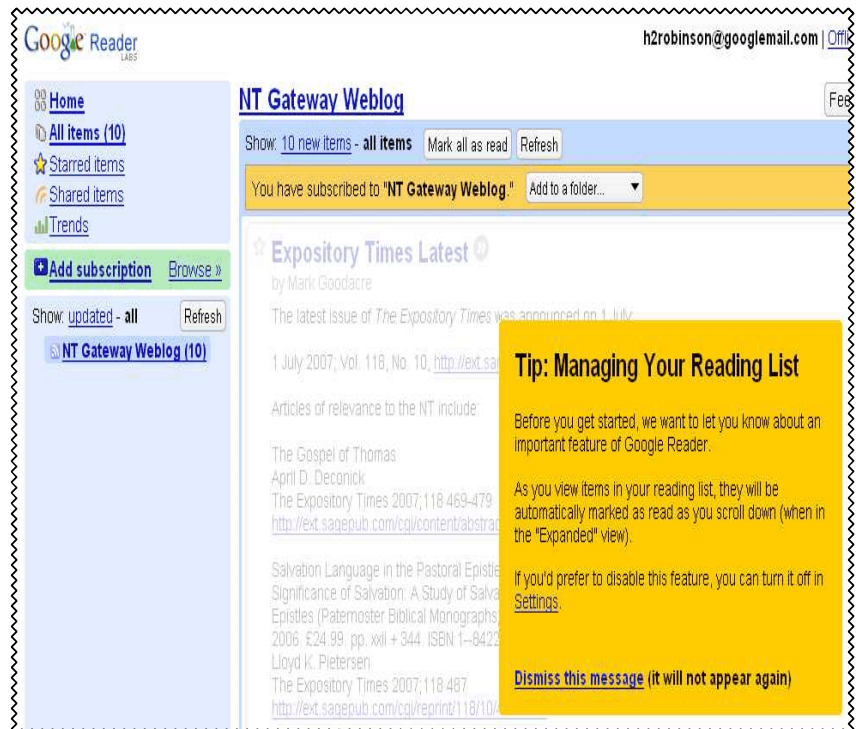 Google Reader
LABS
h2robinson@googlemail.com | Offli
Home
All items (10)
Starred items
Shared items
Trends
Add subscription Browse »
Show: updated - all Refresh
NT Gateway Weblog (10)
NT Gateway Weblog
Fee
Show: 10 new items - all items Mark all as read Refresh
You have subscribed to "NT Gateway Weblog." Add to a folder...
Expository Times Latest
by Mark Goodacre
The latest issue of The Expository Times was announced on 1 July:
1 July 2007, Vol. 118, No. 10, http://ext.sa
Articles of relevance to the NT include:
The Gospel of Thomas
April D. Deconick
The Expository Times 2007;118 469-479
http://ext.sagepub.com/cgi/content/abstrac
Salvation Language in the Pastoral Epistle
Significance of Salvation: A Study of Salva
Epistles (Paternoster Biblical Monographs,
2006. £24.99. pp. xxii + 344. ISBN 1--8422
Lloyd K. Pietersen
The Expository Times 2007;118 487
http://ext.sagepub.com/cgi/reprint/118/10/
Tip: Managing Your Reading List
Before you get started, we want to let you know about an
important feature of Google Reader.
As you view items in your reading list, they will be
automatically marked as read as you scroll down (when in
the "Expanded" view).
If you'd prefer to disable this feature, you can turn it off in
Settings.
Dismiss this message (it will not appear again)